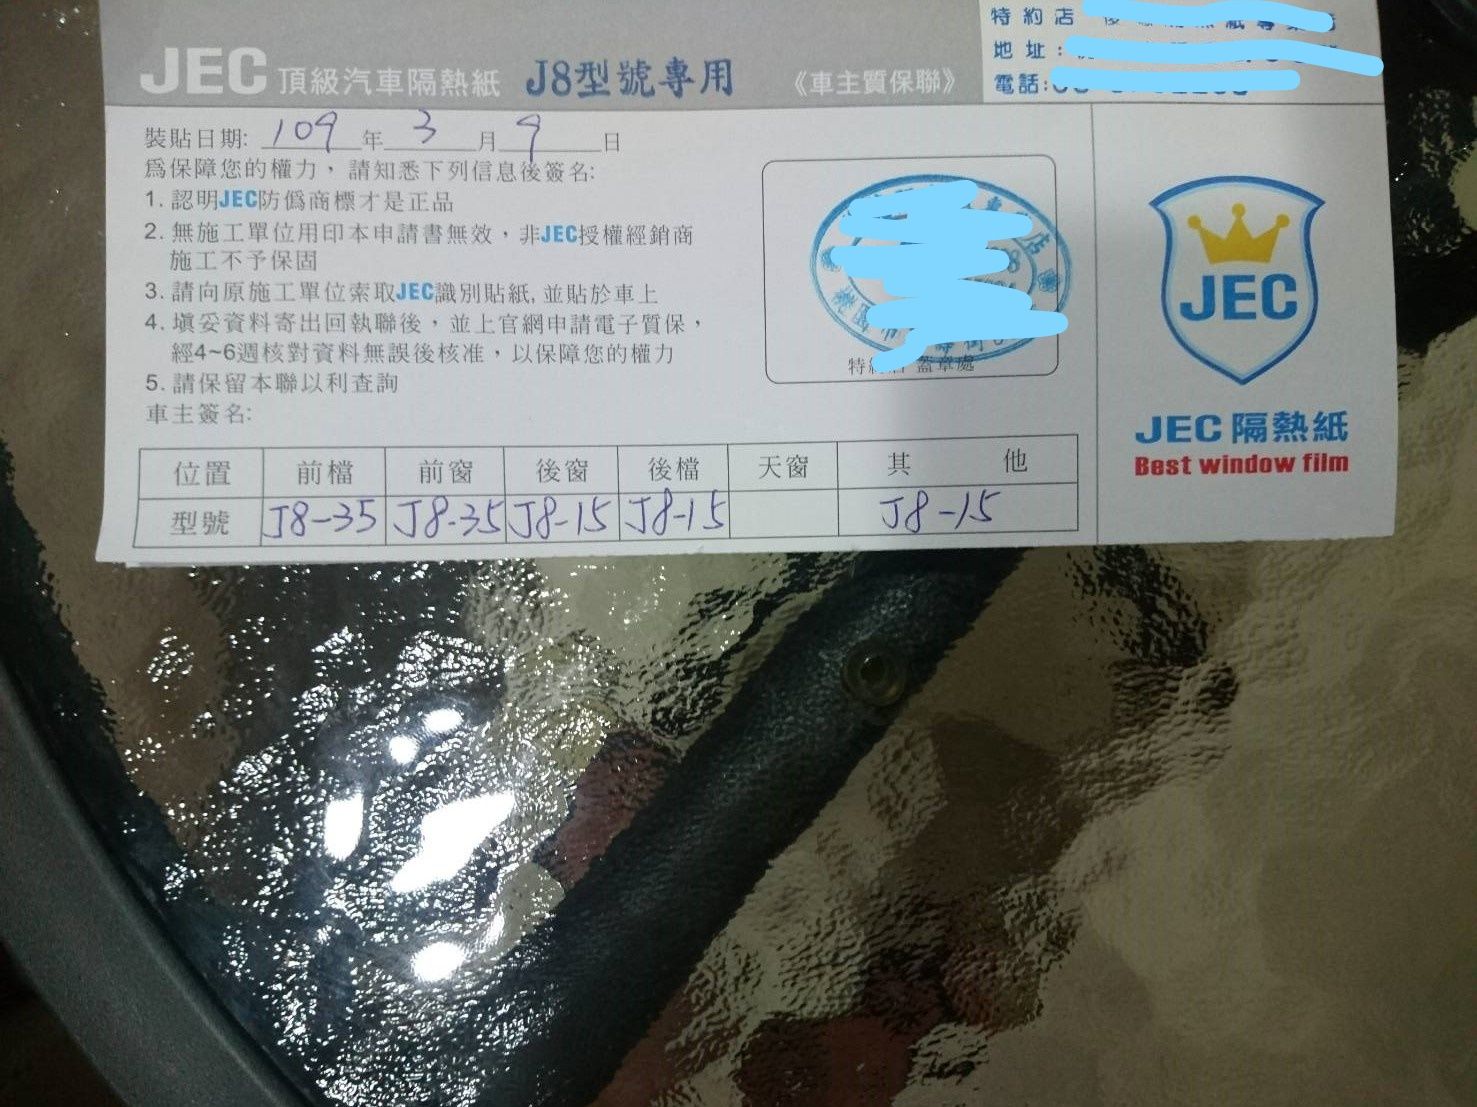 JEC 頂級汽車隔熱紙 J8型號專用 《車主質保聯》
特約店
地址:
電話:
裝貼日期: 109 年 3 月 9 日
爲保障您的權力，請知悉下列信息後簽名:
1. 認明JEC防僞商標才是正品
2. 無施工單位用印本申請書無效，非JEC授權經銷商
施工不予保固
3. 請向原施工單位索取JEC識別貼紙, 並貼於車上
4. 塡妥資料寄出回執聯後，並上官網申請電子質保，
經4~6週核對資料無誤後核准，以保障您的權力
5. 請保留本聯以利查詢
車主簽名:
店
市
特約店 蓋章處
JEC
JEC 隔熱紙
Best window film
位置 前檔 前窗 後窗 後檔 天窗 其他
型號 J8-35 J8-35 J8-15 J8-15 J8-15